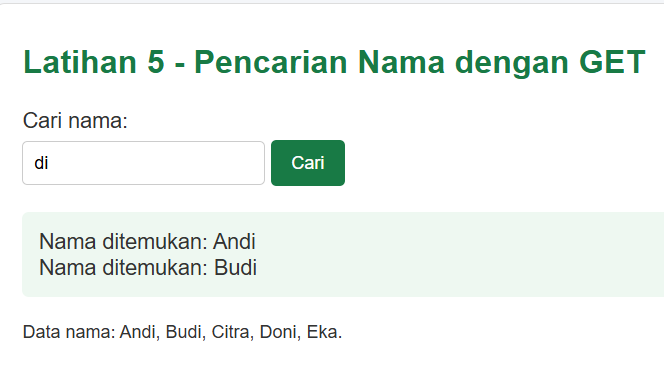 Latihan 5 - Pencarian Nama dengan GET
Cari nama:
di
Cari
Nama ditemukan: Andi
Nama ditemukan: Budi
Data nama: Andi, Budi, Citra, Doni, Eka.